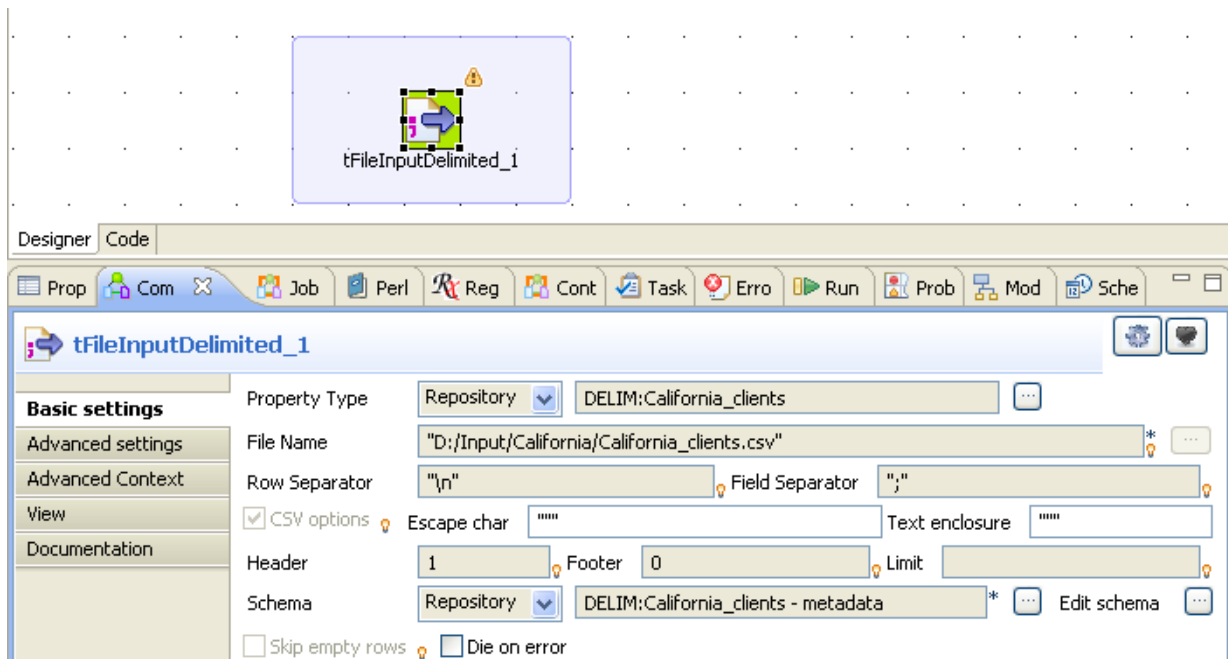 tFileInputDelimited_1
Designer Code
Prop Com Job Perl Reg Cont Task Erro Run Prob Mod Sche
tFileInputDelimited_1
Basic settings
Advanced settings
Advanced Context
View
Documentation
Property Type Repository DELIM:California_clients ...
File Name "D:/Input/California/California_clients.csv" * ...
Row Separator "\n" Field Separator ";"
CSV options Escape char """ Text enclosure """
Header 1 Footer 0 Limit
Schema Repository DELIM:California_clients - metadata * ... Edit schema ...
Skip empty rows Die on error